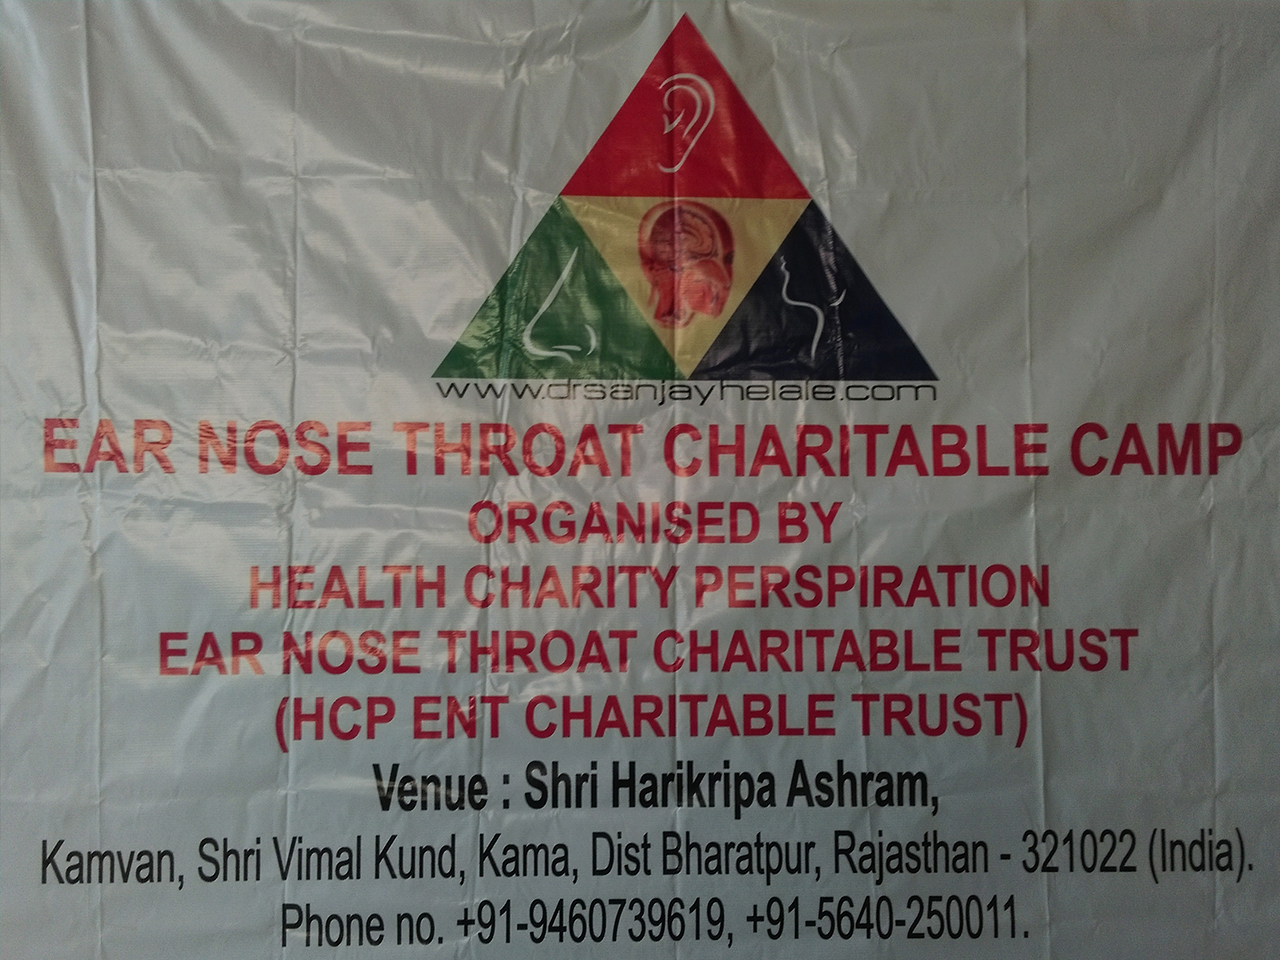 www.drsanjayhelale.com
EAR NOSE THROAT CHARITABLE CAMP
ORGANISED BY
HEALTH CHARITY PERSPIRATION
EAR NOSE THROAT CHARITABLE TRUST
(HCP ENT CHARITABLE TRUST)
Venue : Shri Harikripa Ashram,
Kamvan, Shri Vimal Kund, Kama, Dist Bharatpur, Rajasthan - 321022 (India).
Phone no. +91-9460739619, +91-5640-250011.